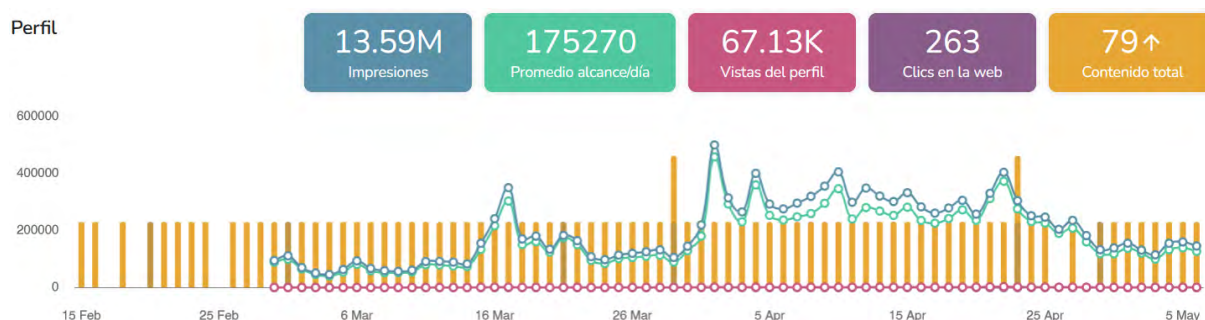 Perfil
13.59M
Impresiones
175270
Promedio alcance/día
67.13K
Vistas del perfil
263
Clics en la web
79↑
Contenido total
600000
400000
200000
0
15 Feb 25 Feb 6 Mar 16 Mar 26 Mar 5 Apr 15 Apr 25 Apr 5 May